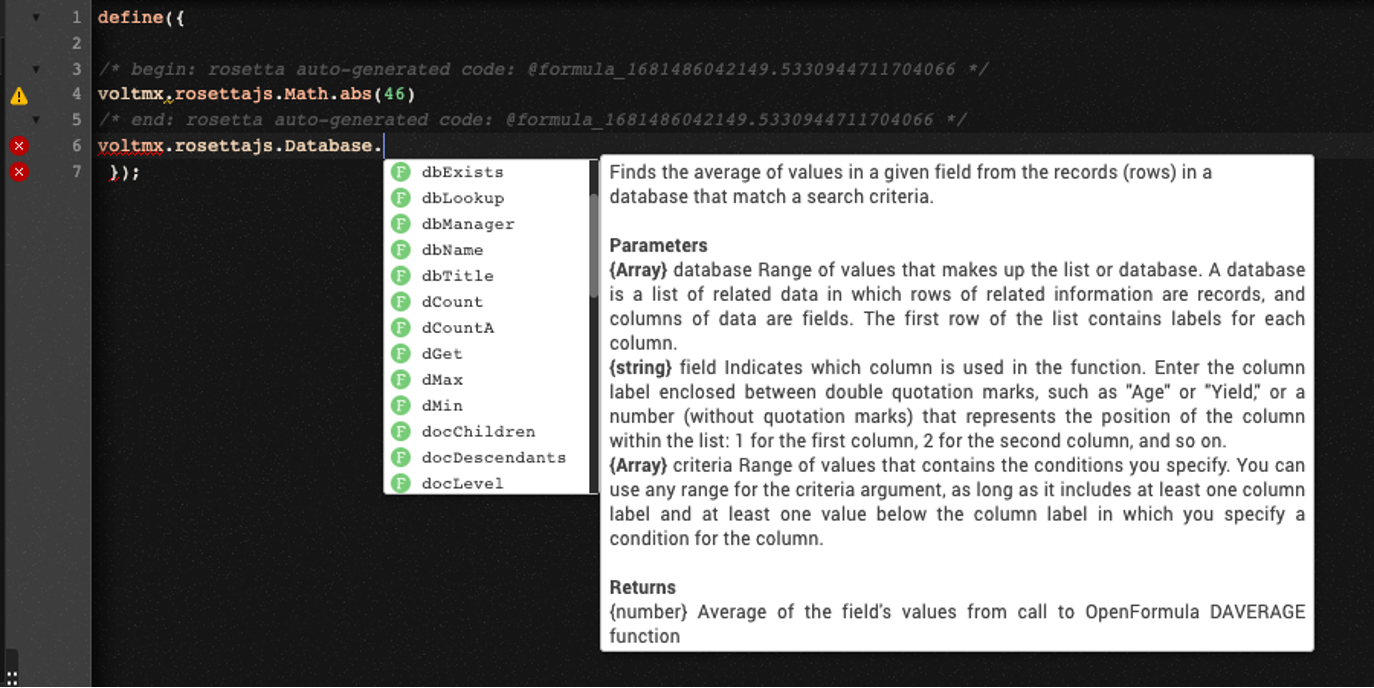 1 define({
2
3 /* begin: rosetta auto-generated code: @formula_1681486042149.5330944711704066 */
4 voltmx.rosettajs.Math.abs(46)
5 /* end: rosetta auto-generated code: @formula_1681486042149.5330944711704066 */
6 voltmx.rosettajs.Database.
7 });
F dbExists
F dbLookup
F dbManager
F dbName
F dbTitle
F dCount
F dCountA
F dGet
F dMax
F dMin
F docChildren
F docDescendants
F docLevel
Finds the average of values in a given field from the records (rows) in a
database that match a search criteria.
Parameters
{Array} database Range of values that makes up the list or database. A database
is a list of related data in which rows of related information are records, and
columns of data are fields. The first row of the list contains labels for each
column.
{string} field Indicates which column is used in the function. Enter the column
label enclosed between double quotation marks, such as "Age" or "Yield," or a
number (without quotation marks) that represents the position of the column
within the list: 1 for the first column, 2 for the second column, and so on.
{Array} criteria Range of values that contains the conditions you specify. You can
use any range for the criteria argument, as long as it includes at least one column
label and at least one value below the column label in which you specify a
condition for the column.
Returns
{number} Average of the field's values from call to OpenFormula DAVERAGE
function